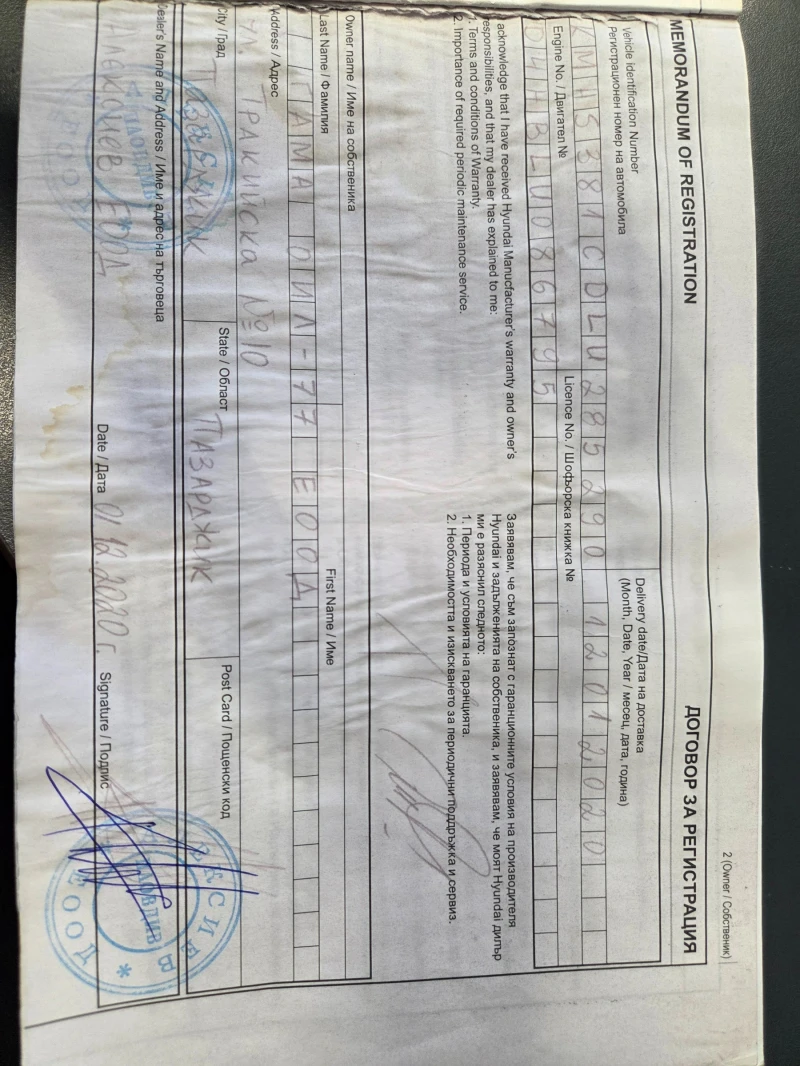 2 (Owner / Собственик)
MEMORANDUM OF REGISTRATION ДОГОВОР ЗА РЕГИСТРАЦИЯ
Vehicle Identification Number Delivery date/Дата на доставка
Регистрационен номер на автомобила (Month, Date, Year / месец, дата, година)
KMHS381CDLU285290 12012020
Engine No. / Двигател № Licence No. / Шофьорска книжка №
D4HBLU086795
acknowledge that I have received Hyundai Manucfacturer's warranty and owner's
responsibilities, and that my dealer has explained to me:
1. Terms and conditions of Warranty.
2. Importance of required periodic maintenance service.
Заявявам, че съм запознат с гаранционните условия на производителя
Hyundai и задълженията на собственика, и заявявам, че моят Hyundai дилър
ми е разяснил следното:
1. Периода и условията на гаранцията.
2. Необходимостта и изискването за периодични поддръжка и сервиз.
Owner name / Име на собственика
Last Name / Фамилия First Name / Име
ГАМА ОИЛ-77 ЕООД
Address / Адрес
ул. ТРАКИЙСКА №10
City / Град State / Област Post Card / Пощенски код
ПАЗАРДЖИК
Dealer's Name and Address / Име и адрес на търговеца
ЕООД
Date / Дата 01.12.2020 г. Signature / Подпис
ПЛОВДИВ